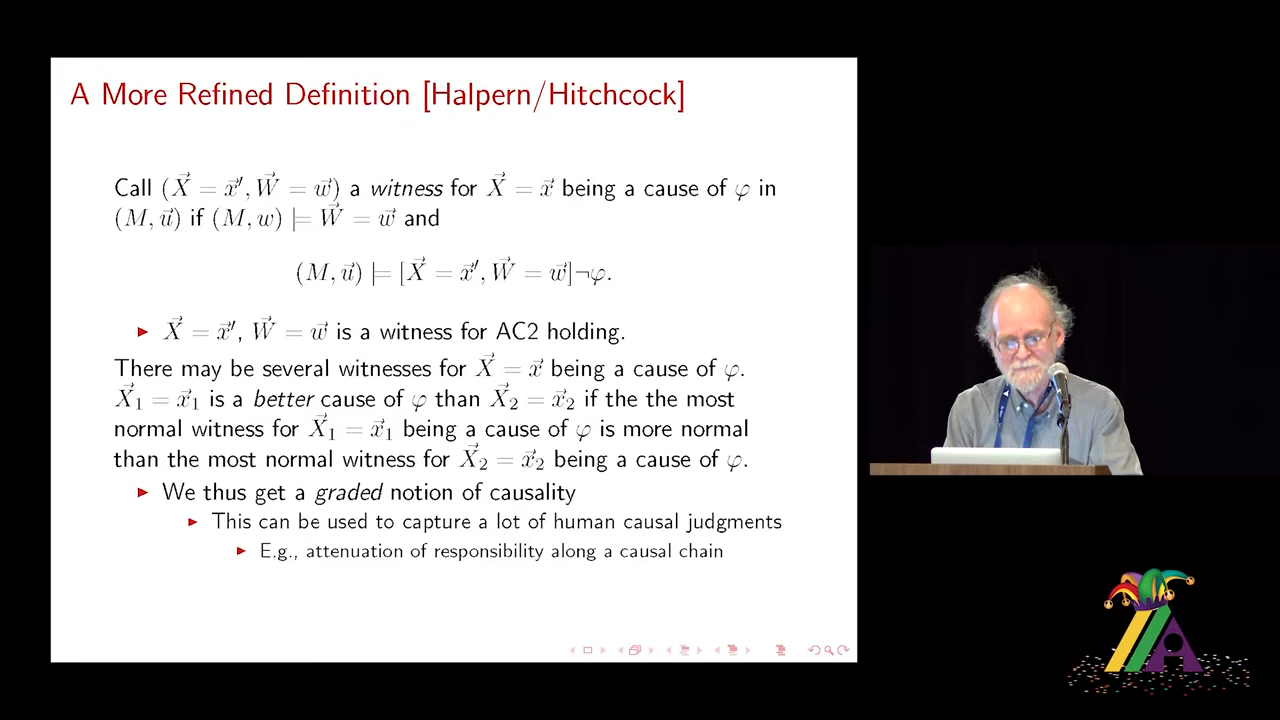 A More Refined Definition [Halpern/Hitchcock]
Call (X⃗ = x⃗′, W⃗ = w⃗) a witness for X⃗ = x⃗ being a cause of φ in
(M, u⃗) if (M, w) |= W⃗ = w⃗ and
(M, u⃗) |= [X⃗ = x⃗′, W⃗ = w⃗]¬φ.
▶ X⃗ = x⃗′, W⃗ = w⃗ is a witness for AC2 holding.
There may be several witnesses for X⃗ = x⃗ being a cause of φ.
X⃗₁ = x⃗₁ is a better cause of φ than X⃗₂ = x⃗₂ if the the most
normal witness for X⃗₁ = x⃗₁ being a cause of φ is more normal
than the most normal witness for X⃗₂ = x⃗₂ being a cause of φ.
▶ We thus get a graded notion of causality
▶ This can be used to capture a lot of human causal judgments
▶ E.g., attenuation of responsibility along a causal chain